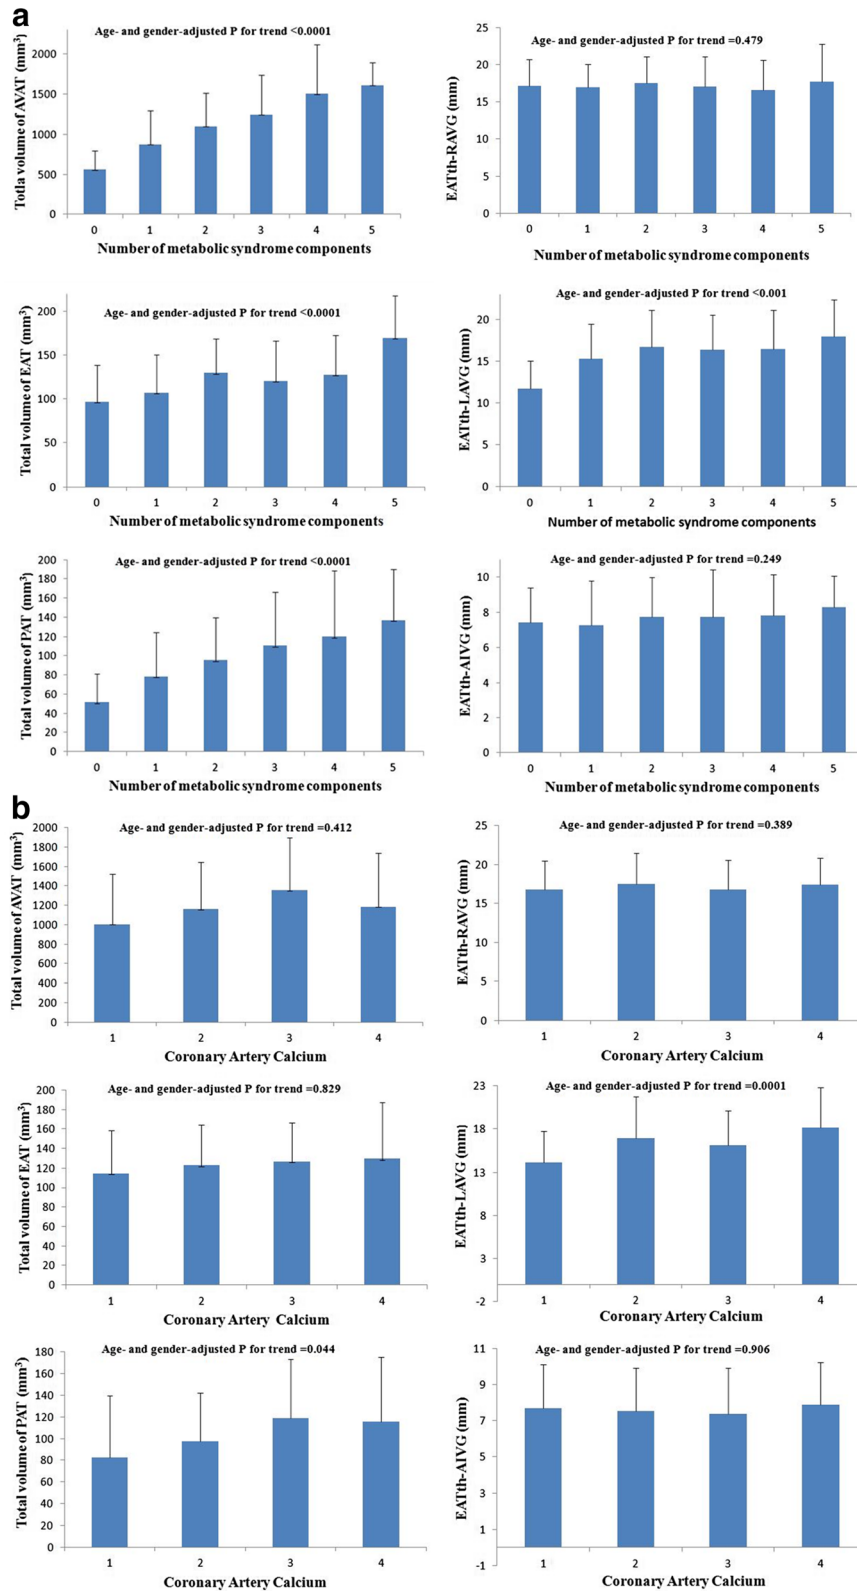 a
Age- and gender-adjusted P for trend <0.0001
Totla volume of AVAT (mm³)
2000
1500
1000
500
0
0 1 2 3 4 5
Number of metabolic syndrome components
Age- and gender-adjusted P for trend =0.479
EATth-RAVG (mm)
25
20
15
10
5
0
0 1 2 3 4 5
Number of metabolic syndrome components
Age- and gender-adjusted P for trend <0.0001
Total volume of EAT (mm³)
200
150
100
50
0
0 1 2 3 4 5
Number of metabolic syndrome components
Age- and gender-adjusted P for trend <0.001
EATth-LAVG (mm)
20
15
10
5
0
0 1 2 3 4 5
Number of metabolic syndrome components
Age- and gender-adjusted P for trend <0.0001
Total volume of PAT (mm³)
200
180
160
140
120
100
80
60
40
20
0
0 1 2 3 4 5
Number of metabolic syndrome components
Age- and gender-adjusted P for trend =0.249
EATth-AIVG (mm)
10
8
6
4
2
0
0 1 2 3 4 5
Number of metabolic syndrome components
b
Age- and gender-adjusted P for trend =0.412
Total volume of AVAT (mm³)
2000
1800
1600
1400
1200
1000
800
600
400
200
0
1 2 3 4
Coronary Artery Calcium
Age- and gender-adjusted P for trend =0.389
EATth-RAVG (mm)
25
20
15
10
5
0
1 2 3 4
Coronary Artery Calcium
Age- and gender-adjusted P for trend =0.829
Total volume of EAT (mm³)
200
180
160
140
120
100
80
60
40
20
0
1 2 3 4
Coronary Artery Calcium
Age- and gender-adjusted P for trend =0.0001
EATth-LAVG (mm)
23
18
13
8
3
-2
1 2 3 4
Coronary Artery Calcium
Age- and gender-adjusted P for trend =0.044
Total volume of PAT (mm³)
180
160
140
120
100
80
60
40
20
0
1 2 3 4
Coronary Artery Calcium
Age- and gender-adjusted P for trend =0.906
EATth-AIVG (mm)
11
9
7
5
3
1
-1
1 2 3 4
Coronary Artery Calcium